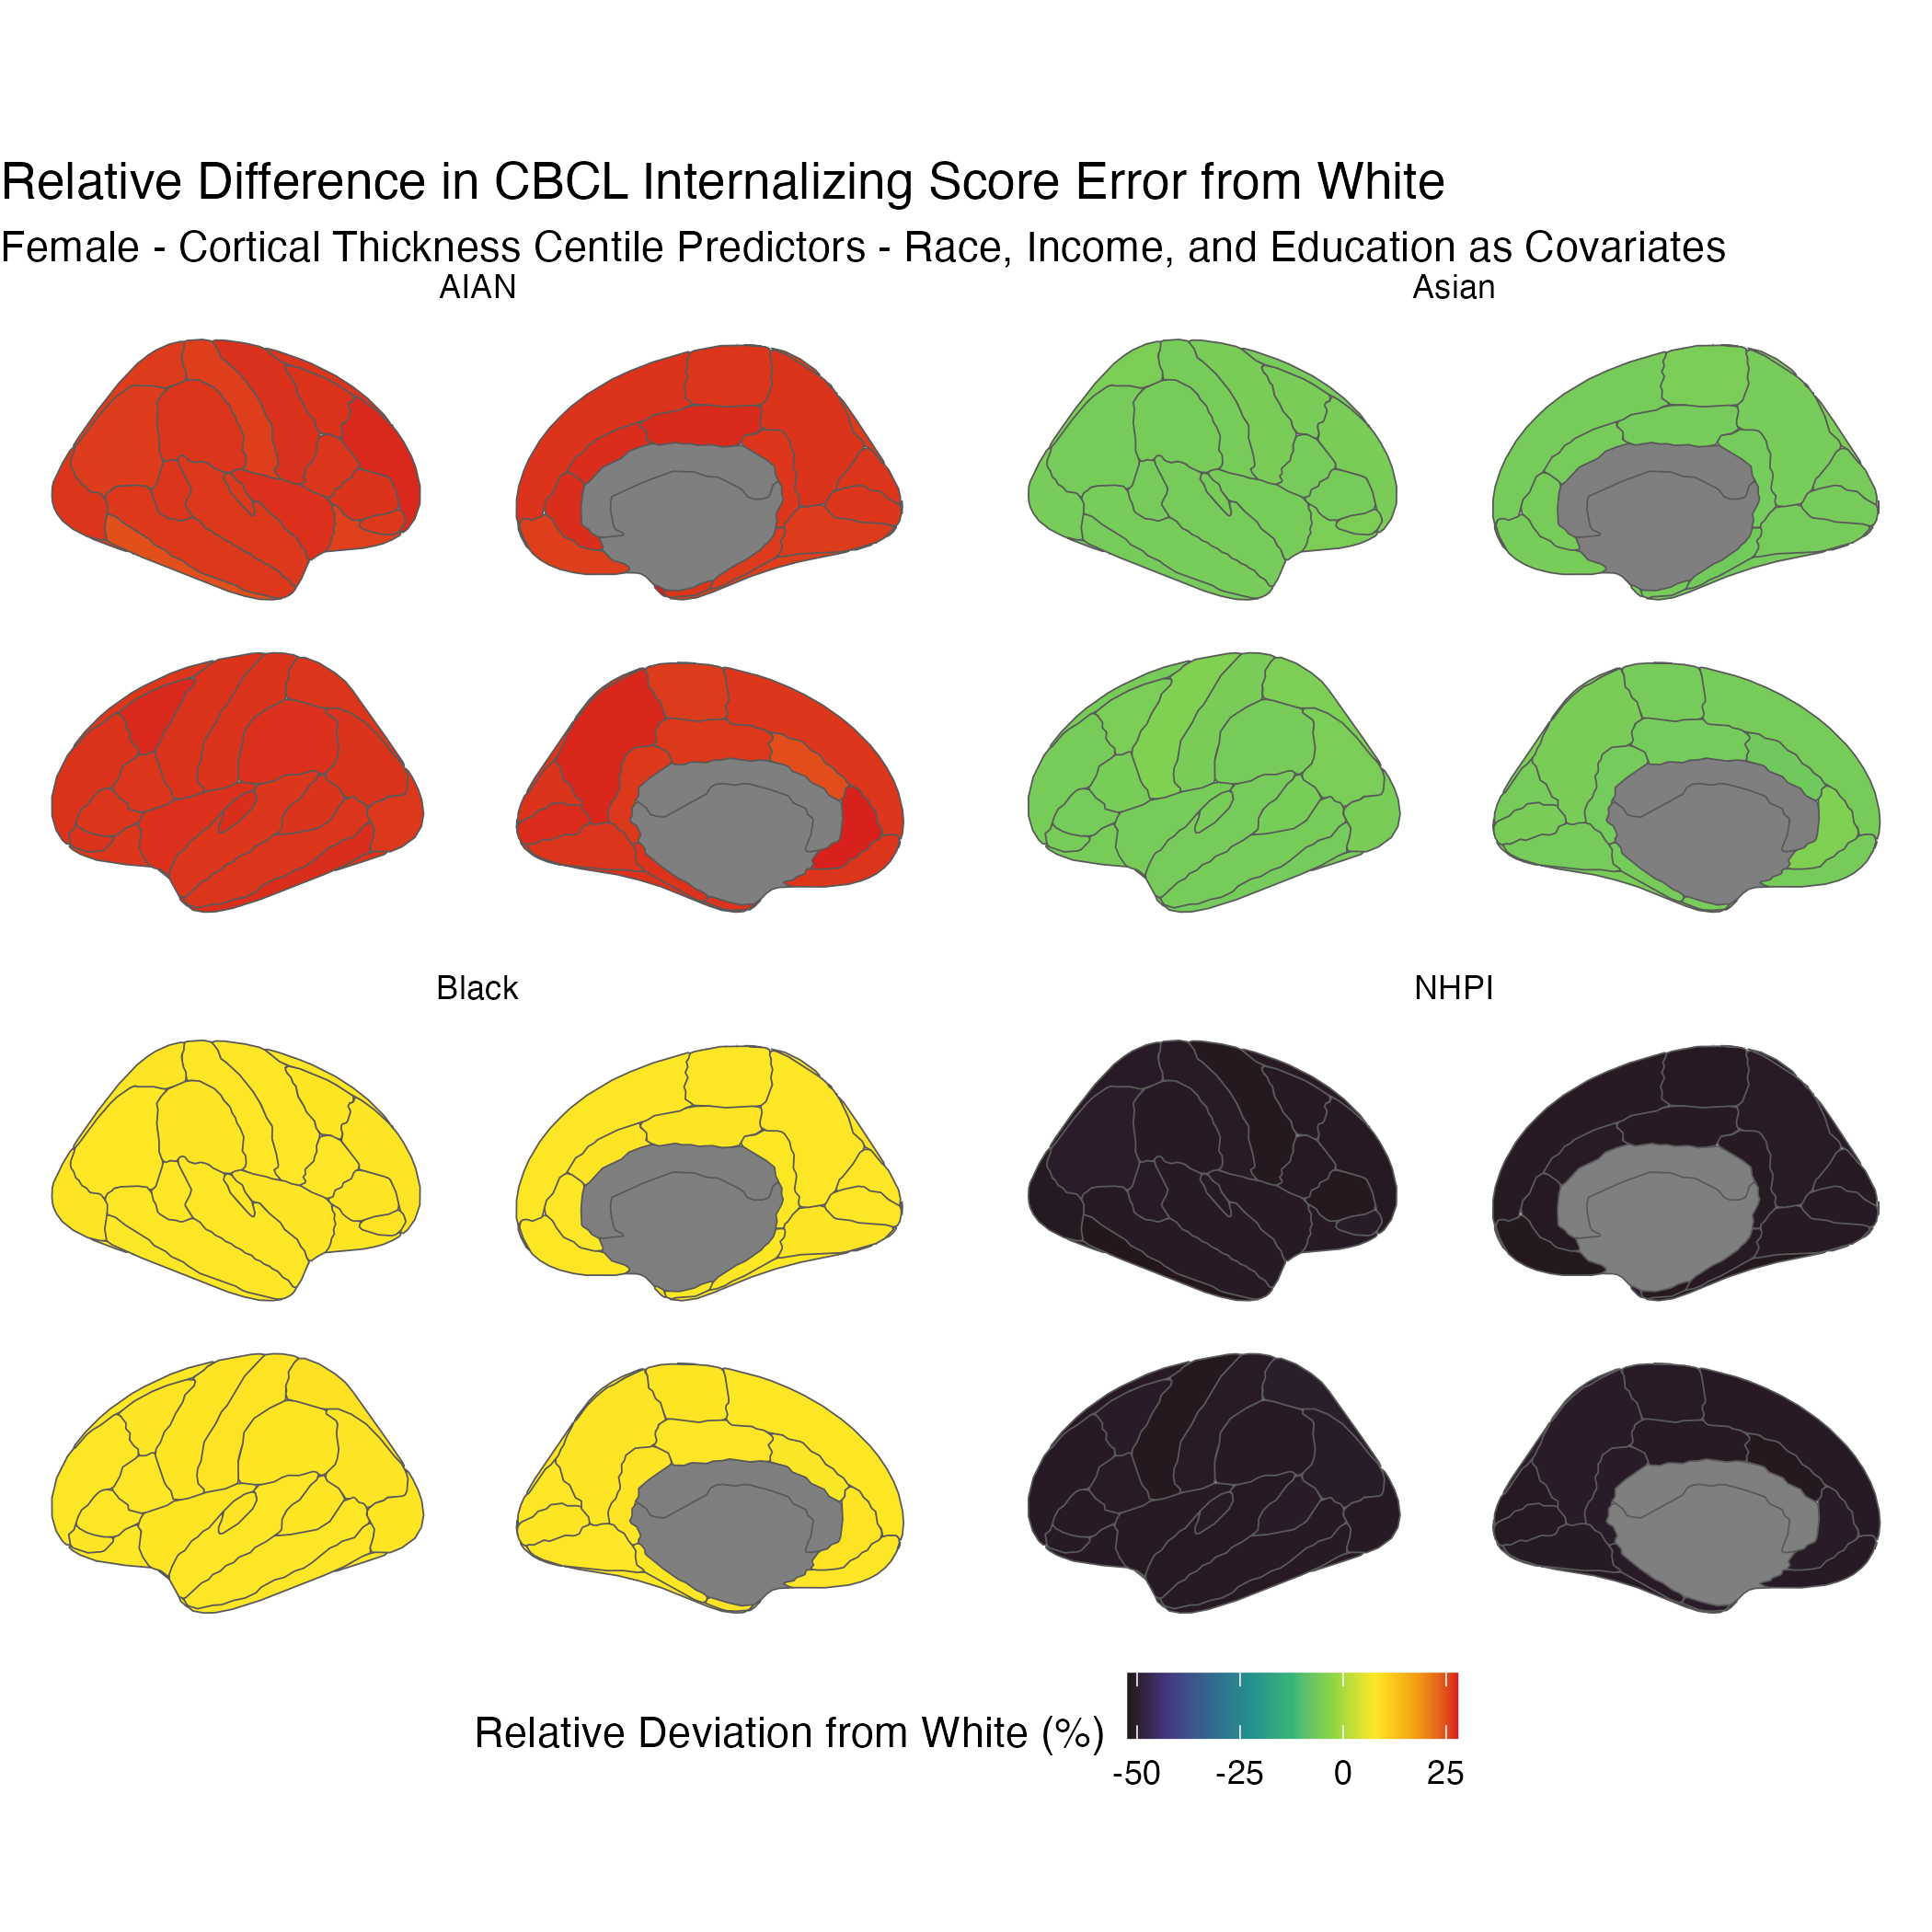 Relative Difference in CBCL Internalizing Score Error from White
Female - Cortical Thickness Centile Predictors - Race, Income, and Education as Covariates
AIAN
Asian
Black
NHPI
Relative Deviation from White (%)
-50 -25 0 25